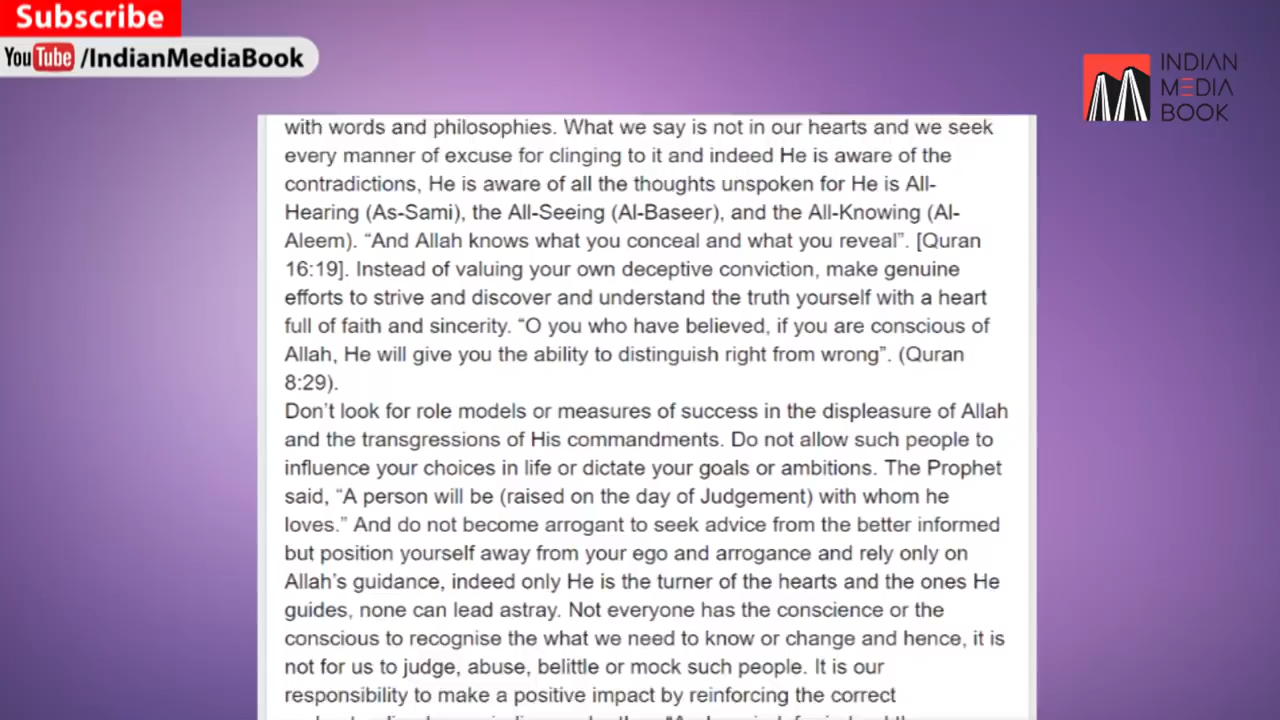 Subscribe
YouTube /IndianMediaBook
INDIAN
MEDIA
BOOK
with words and philosophies. What we say is not in our hearts and we seek
every manner of excuse for clinging to it and indeed He is aware of the
contradictions, He is aware of all the thoughts unspoken for He is All-
Hearing (As-Sami), the All-Seeing (Al-Baseer), and the All-Knowing (Al-
Aleem). “And Allah knows what you conceal and what you reveal”. [Quran
16:19]. Instead of valuing your own deceptive conviction, make genuine
efforts to strive and discover and understand the truth yourself with a heart
full of faith and sincerity. “O you who have believed, if you are conscious of
Allah, He will give you the ability to distinguish right from wrong”. (Quran
8:29).
Don’t look for role models or measures of success in the displeasure of Allah
and the transgressions of His commandments. Do not allow such people to
influence your choices in life or dictate your goals or ambitions. The Prophet
said, “A person will be (raised on the day of Judgement) with whom he
loves.” And do not become arrogant to seek advice from the better informed
but position yourself away from your ego and arrogance and rely only on
Allah’s guidance, indeed only He is the turner of the hearts and the ones He
guides, none can lead astray. Not everyone has the conscience or the
conscious to recognise the what we need to know or change and hence, it is
not for us to judge, abuse, belittle or mock such people. It is our
responsibility to make a positive impact by reinforcing the correct